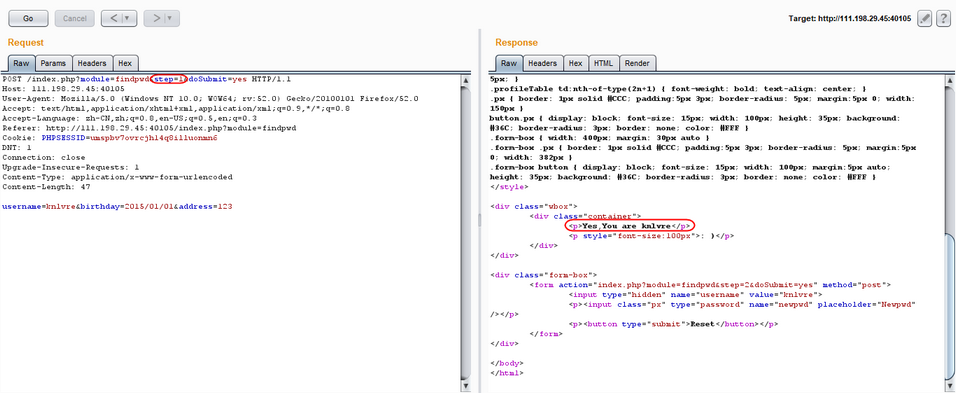 Go
Cancel
<
>
Target: http://111.198.29.45:40105
?
Request
Raw Params Headers Hex
POST /index.php?module=findpwd&step=1&doSubmit=yes HTTP/1.1
Host: 111.198.29.45:40105
User-Agent: Mozilla/5.0 (Windows NT 10.0; WOW64; rv:52.0) Gecko/20100101 Firefox/52.0
Accept: text/html,application/xhtml+xml,application/xml;q=0.9,*/*;q=0.8
Accept-Language: zh-CN,zh;q=0.8,en-US;q=0.5,en;q=0.3
Referer: http://111.198.29.45:40105/index.php?module=findpwd
Cookie:
DNT: 1
Connection: close
Upgrade-Insecure-Requests: 1
Content-Type: application/x-www-form-urlencoded
Content-Length: 47
username=knlvre&birthday=2015/01/01&address=123
Response
Raw Headers Hex HTML Render
5px; }
.profileTable td:nth-of-type(2n+1) { font-weight: bold; text-align: center; }
.px { border: 1px solid #CCC; padding:5px 3px; border-radius: 5px; margin:5px 0; width:
150px }
button.px { display: block; font-size: 15px; width: 100px; height: 35px; background:
#36C; border-radius: 3px; border: none; color: #FFF }
.form-box { width: 400px; margin: 30px auto }
.form-box .px { border: 1px solid #CCC; padding:5px 3px; border-radius: 5px; margin:5px
0; width: 382px }
.form-box button { display: block; font-size: 15px; width: 100px; margin:5px auto;
height: 35px; background: #36C; border-radius: 3px; border: none; color: #FFF }
</style>
<div class="wbox">
<div class="container">
<p>Yes,You are knlvre</p>
<p style="font-size:100px">: )</p>
</div>
</div>
<div class="form-box">
<form action="index.php?module=findpwd&step=2&doSubmit=yes" method="post">
<input type="hidden" name="username" value="knlvre">
<p><input class="px" type="password" name="newpwd" placeholder="Newpwd"
/></p>
<p><button type="submit">Reset</button></p>
</form>
</div>
</body>
</html>